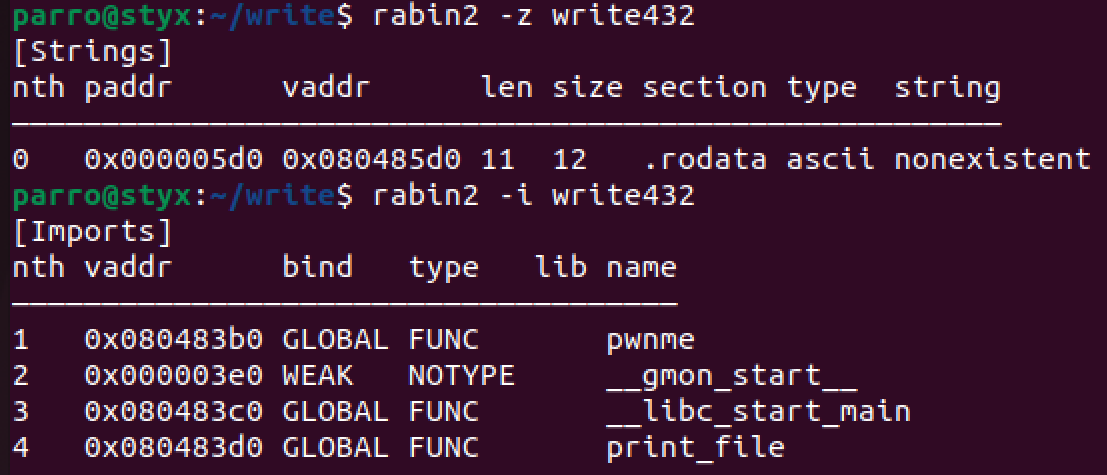 parro@styx:~/write$ rabin2 -z write432
[Strings]
nth paddr      vaddr      len size section type  string
0   0x000005d0 0x080485d0 11  12   .rodata ascii nonexistent
parro@styx:~/write$ rabin2 -i write432
[Imports]
nth vaddr      bind   type   lib name
1   0x080483b0 GLOBAL FUNC       pwnme
2   0x000003e0 WEAK   NOTYPE     __gmon_start__
3   0x080483c0 GLOBAL FUNC       __libc_start_main
4   0x080483d0 GLOBAL FUNC       print_file